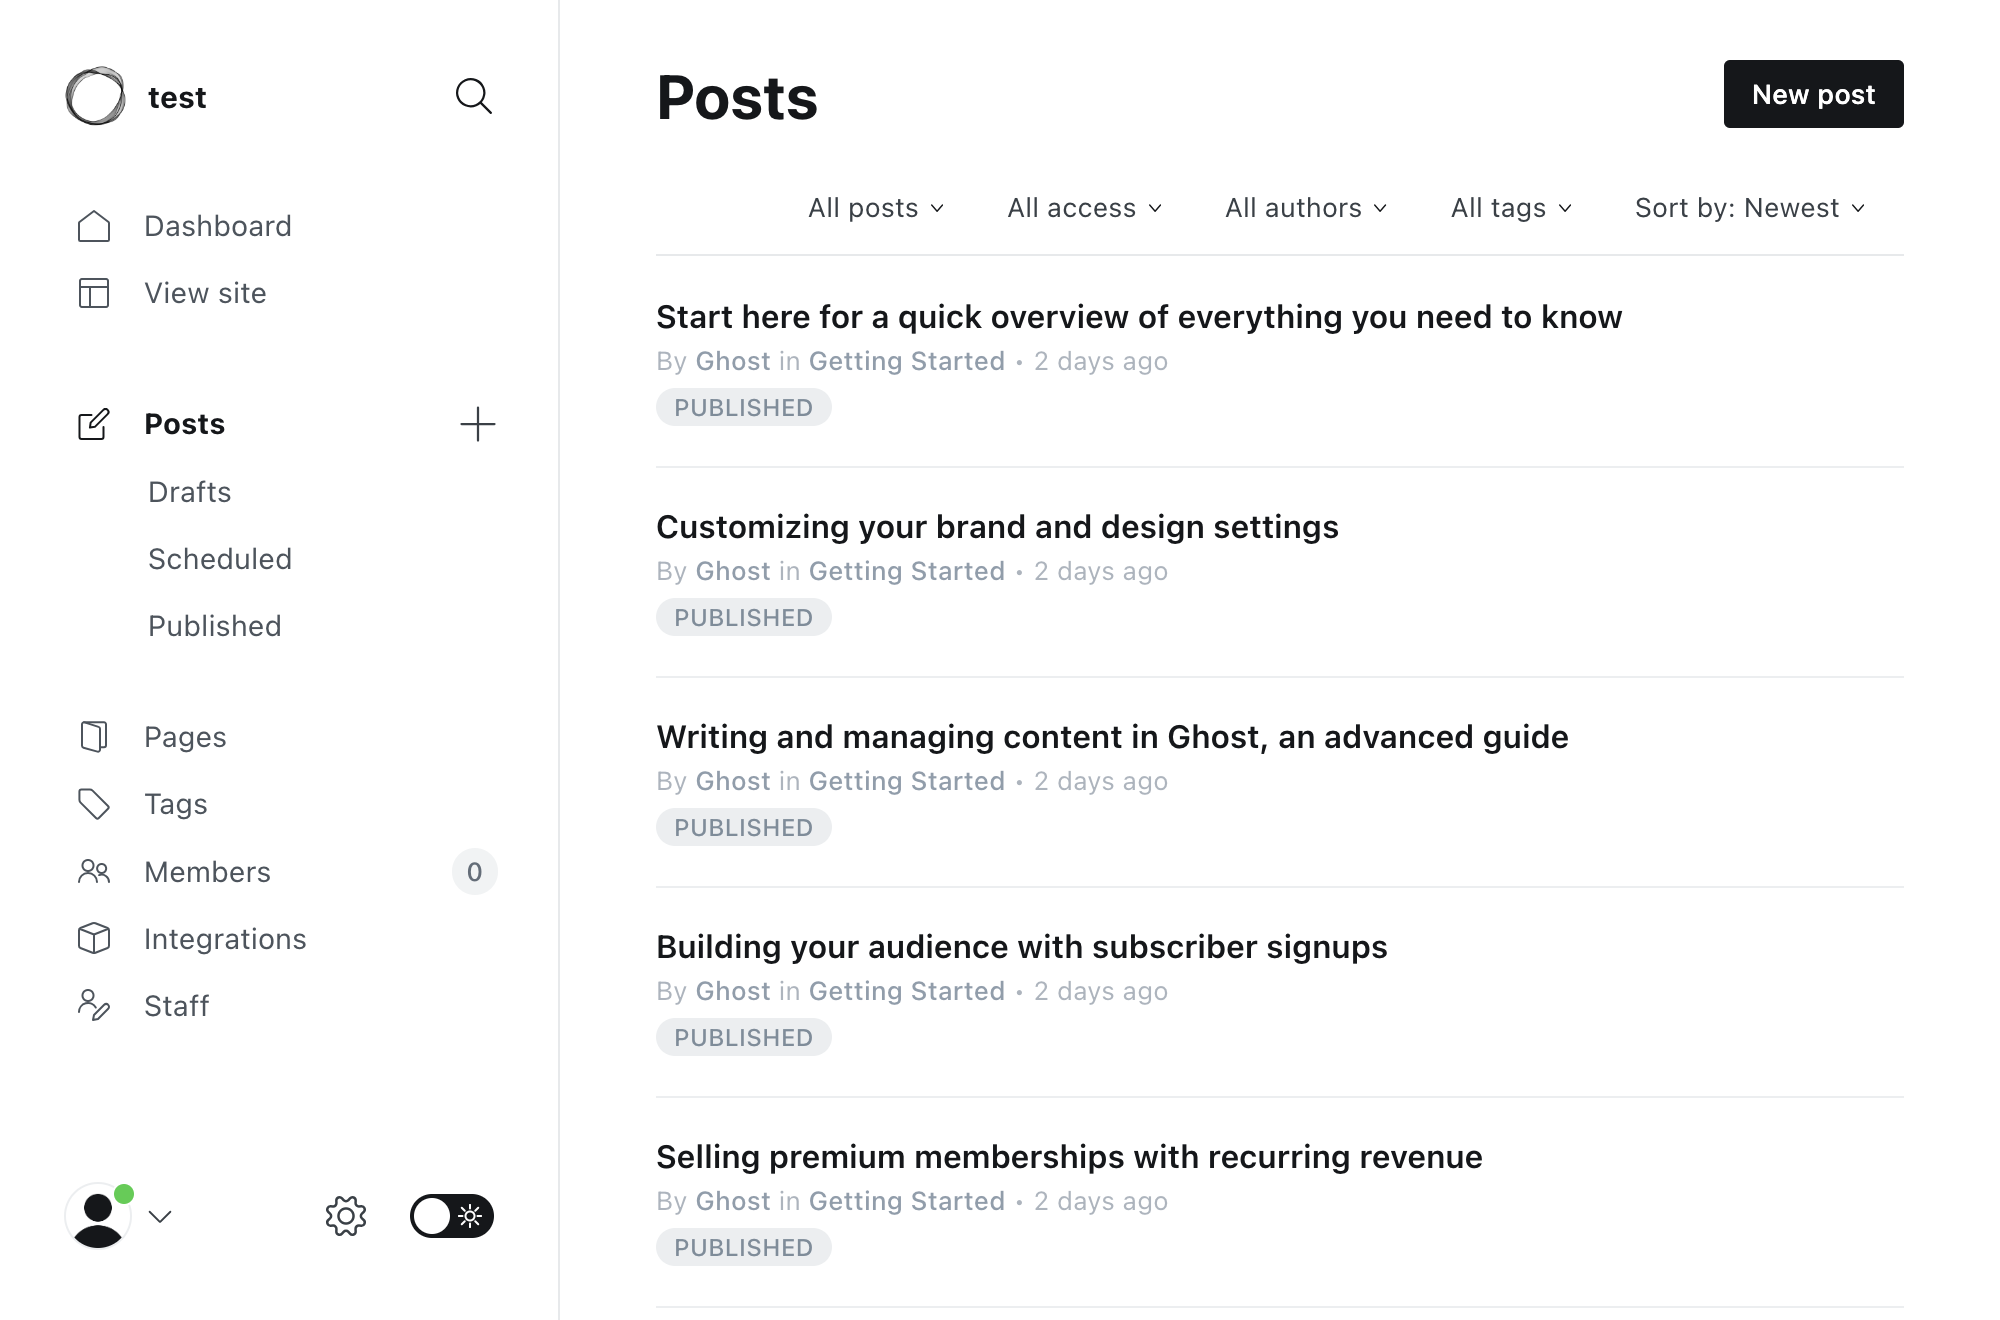 test
Dashboard
View site
Posts
Drafts
Scheduled
Published
Pages
Tags
Members 0
Integrations
Staff
Posts
New post
All posts All access All authors All tags Sort by: Newest
Start here for a quick overview of everything you need to know
By Ghost in Getting Started • 2 days ago
PUBLISHED
Customizing your brand and design settings
By Ghost in Getting Started • 2 days ago
PUBLISHED
Writing and managing content in Ghost, an advanced guide
By Ghost in Getting Started • 2 days ago
PUBLISHED
Building your audience with subscriber signups
By Ghost in Getting Started • 2 days ago
PUBLISHED
Selling premium memberships with recurring revenue
By Ghost in Getting Started • 2 days ago
PUBLISHED